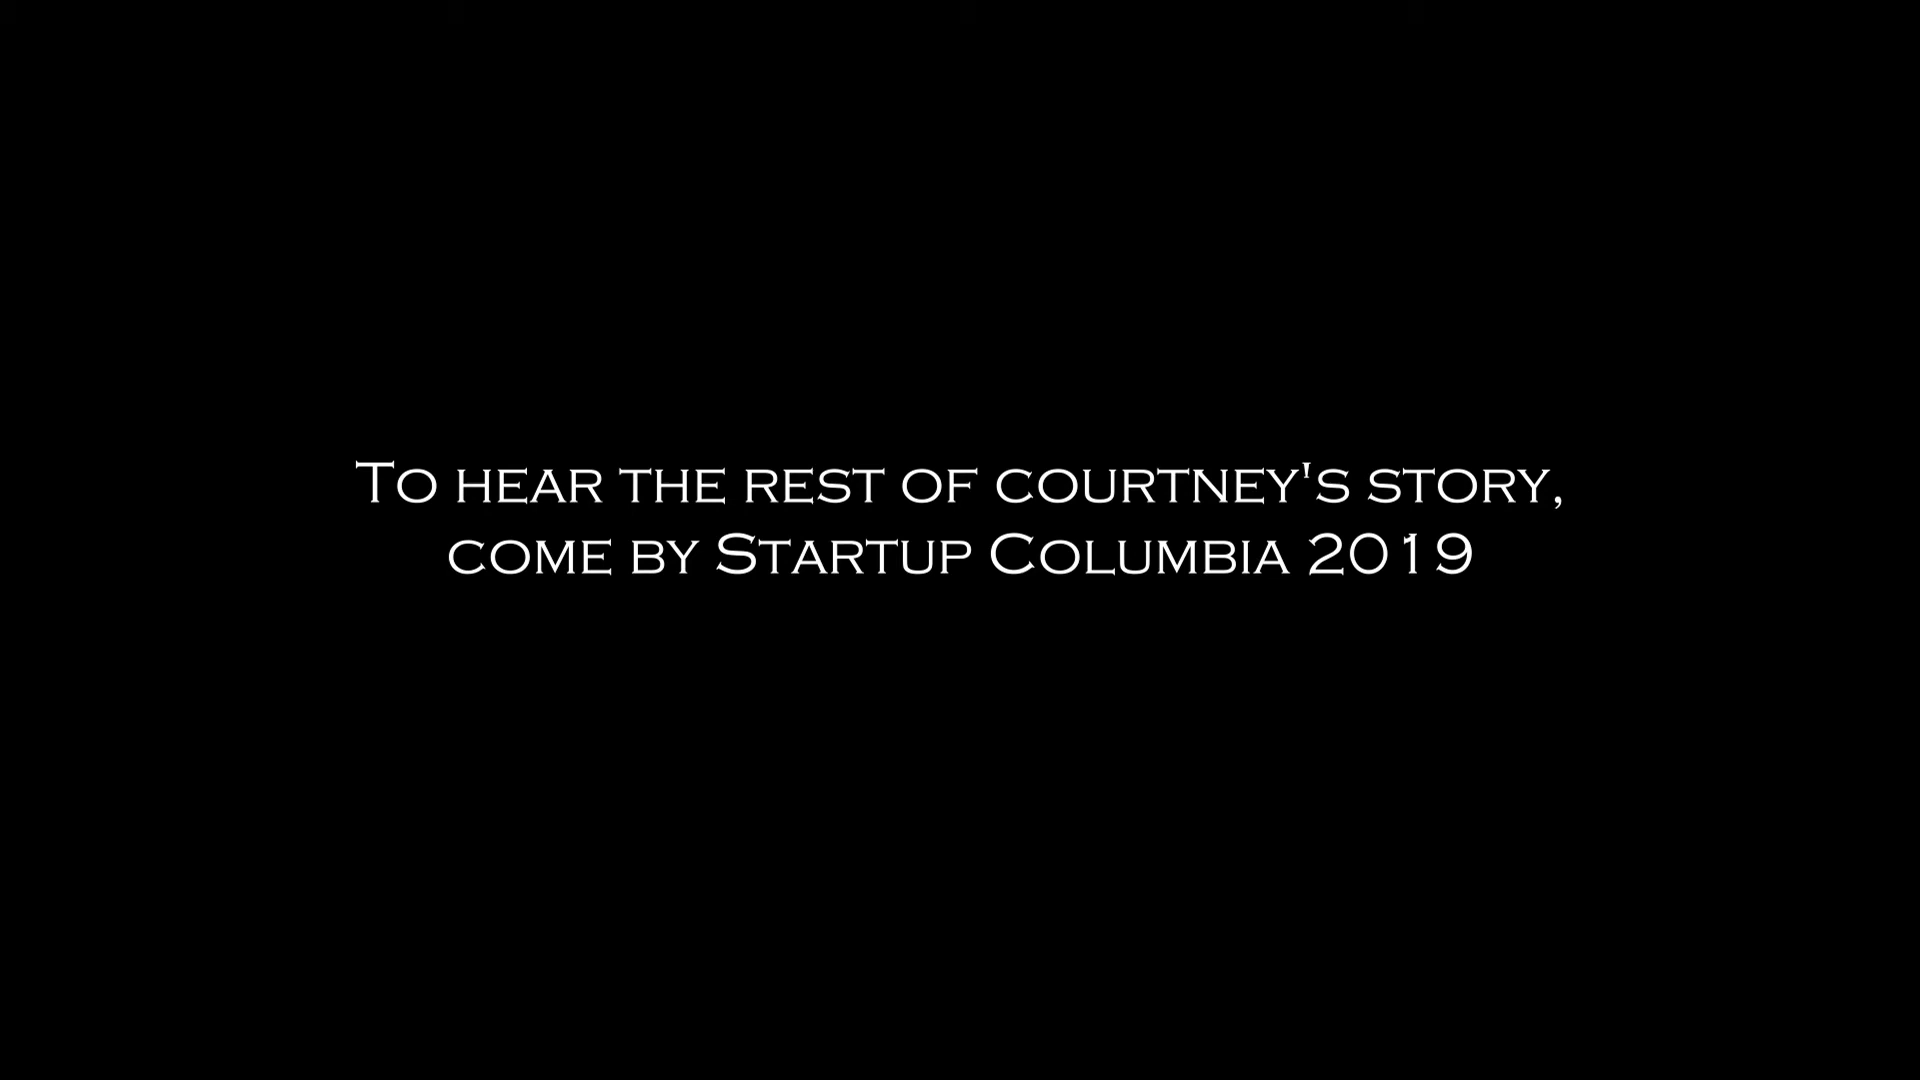 To hear the rest of courtney's story,
come by Startup Columbia 2019